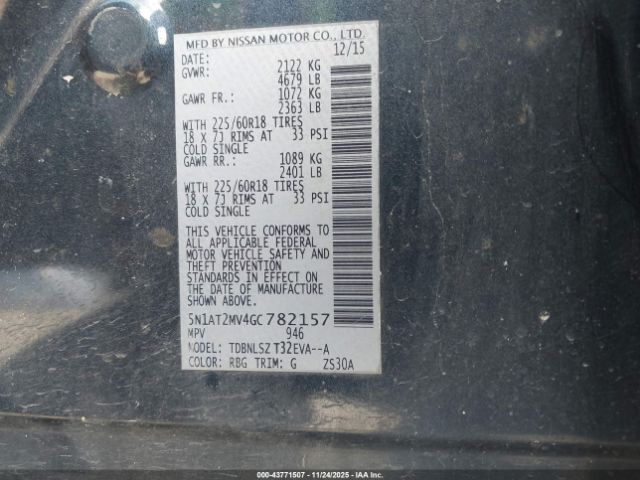 MFD BY NISSAN MOTOR CO., LTD.
DATE: 12/15
GVWR: 2122 KG
4679 LB
GAWR FR.: 1072 KG
2363 LB
WITH 225/60R18 TIRES
18 X 7J RIMS AT 33 PSI
COLD SINGLE
GAWR RR.: 1089 KG
2401 LB
WITH 225/60R18 TIRES
18 X 7J RIMS AT 33 PSI
COLD SINGLE
THIS VEHICLE CONFORMS TO
ALL APPLICABLE FEDERAL
MOTOR VEHICLE SAFETY AND
THEFT PREVENTION
STANDARDS IN EFFECT ON
THE DATE OF MANUFACTURE
SHOWN ABOVE.
5N1AT2MV4GC782157
MPV 946
MODEL: TDBNLSZ T32EVA--A
COLOR: RBG TRIM: G ZS30A
000-43771507 - 11/24/2025 - IAA Inc.